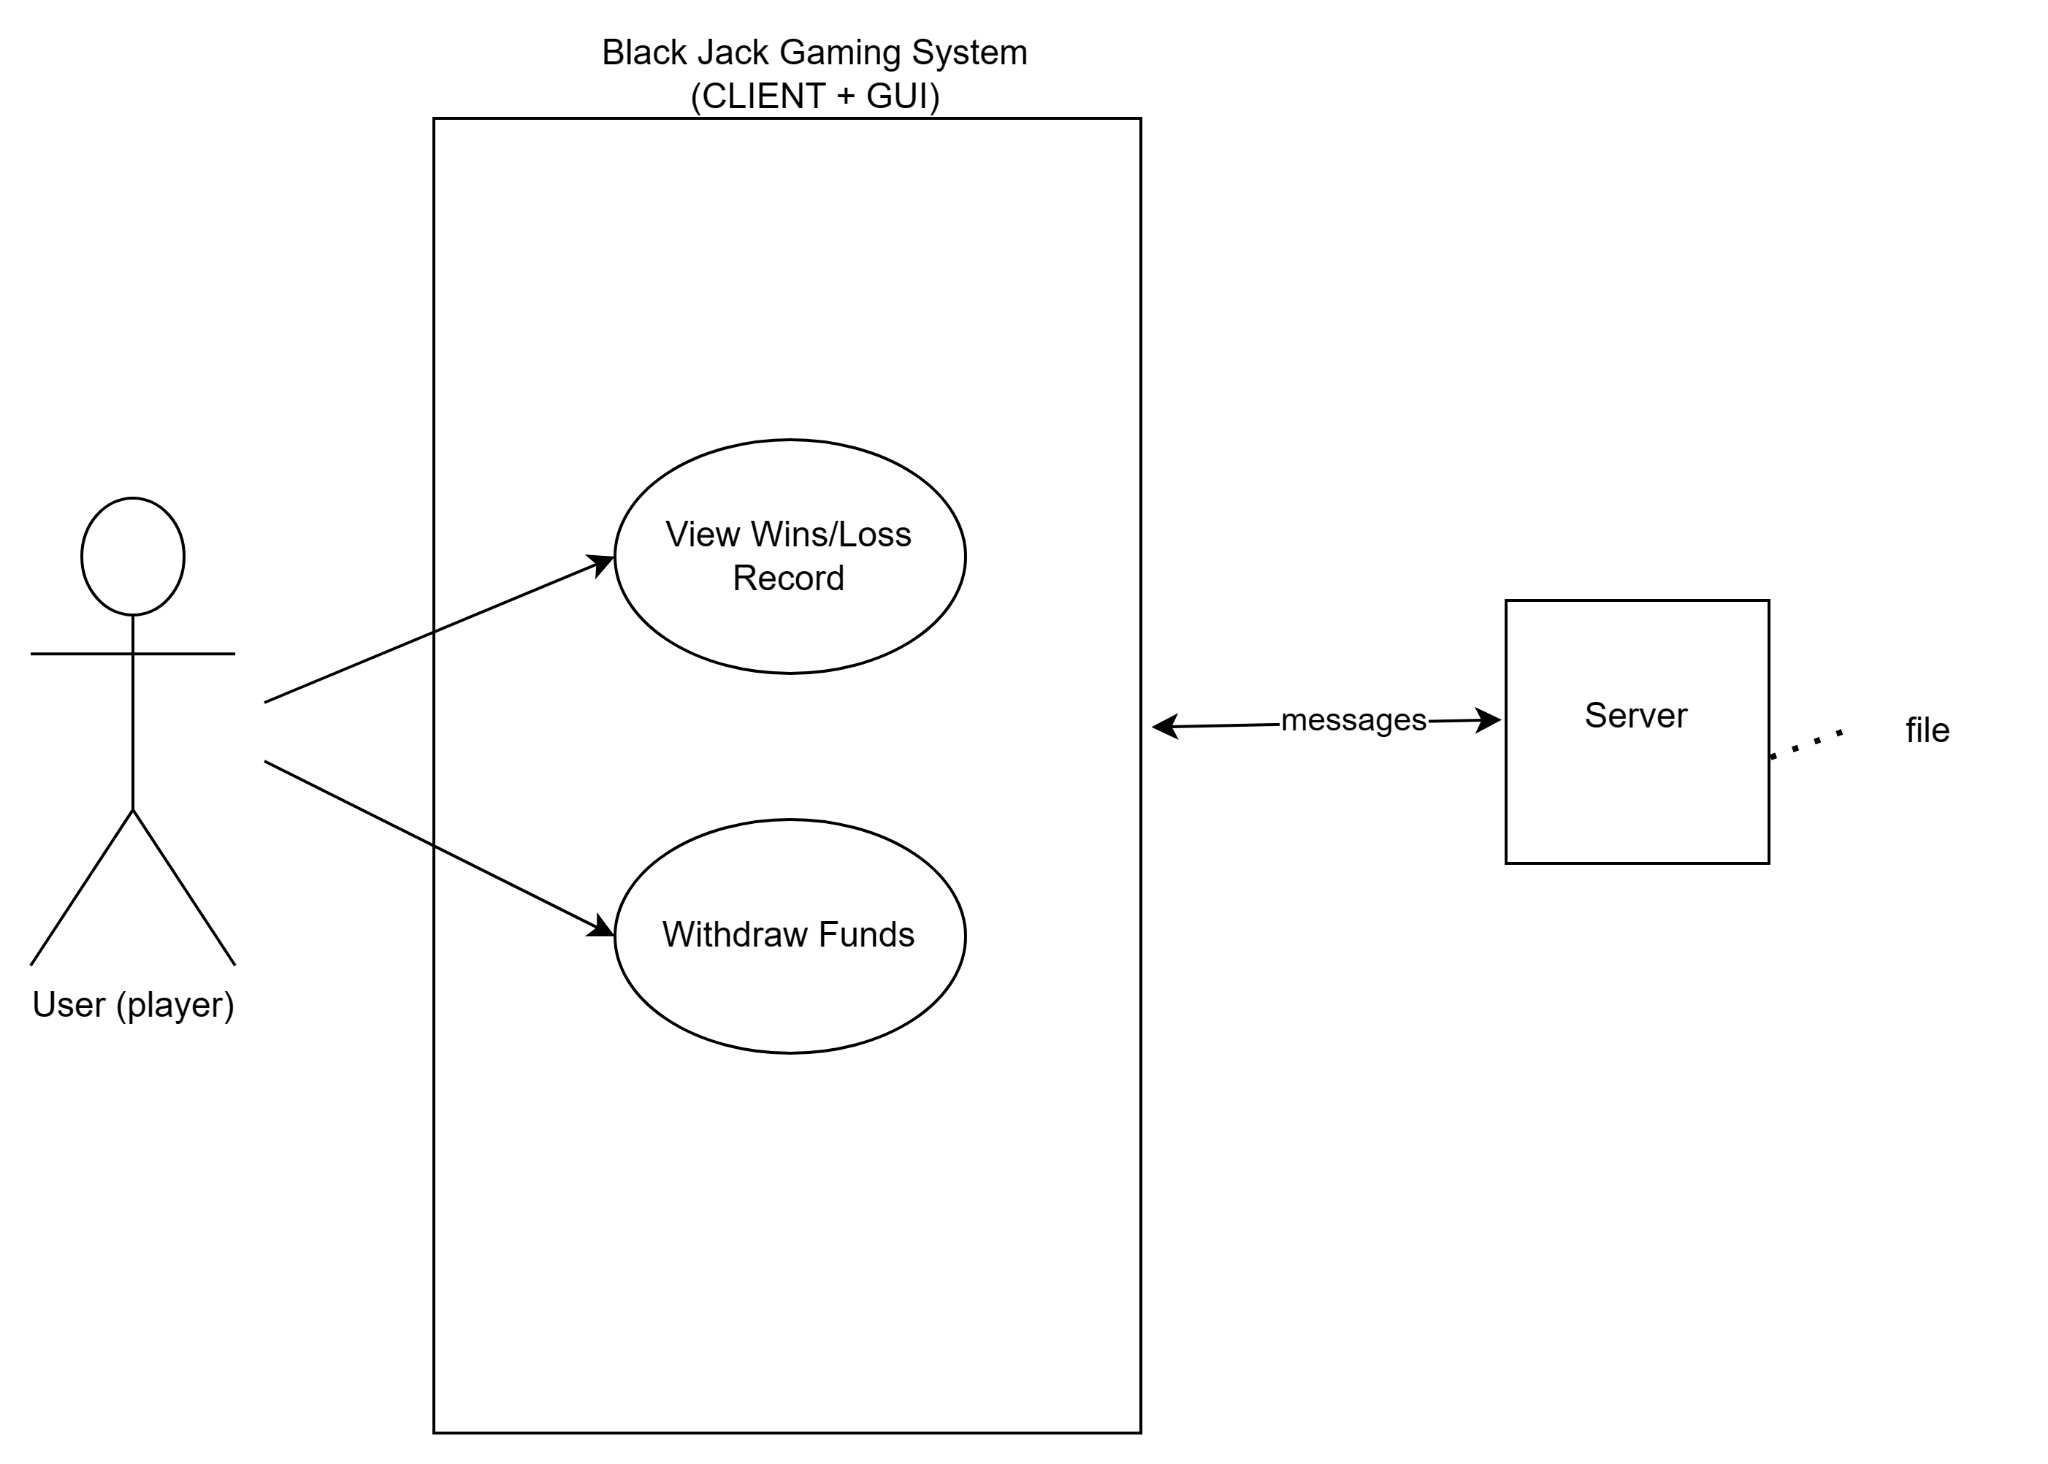 Black Jack Gaming System
(CLIENT + GUI)
View Wins/Loss
Record
messages
Server
file
Withdraw Funds
User (player)